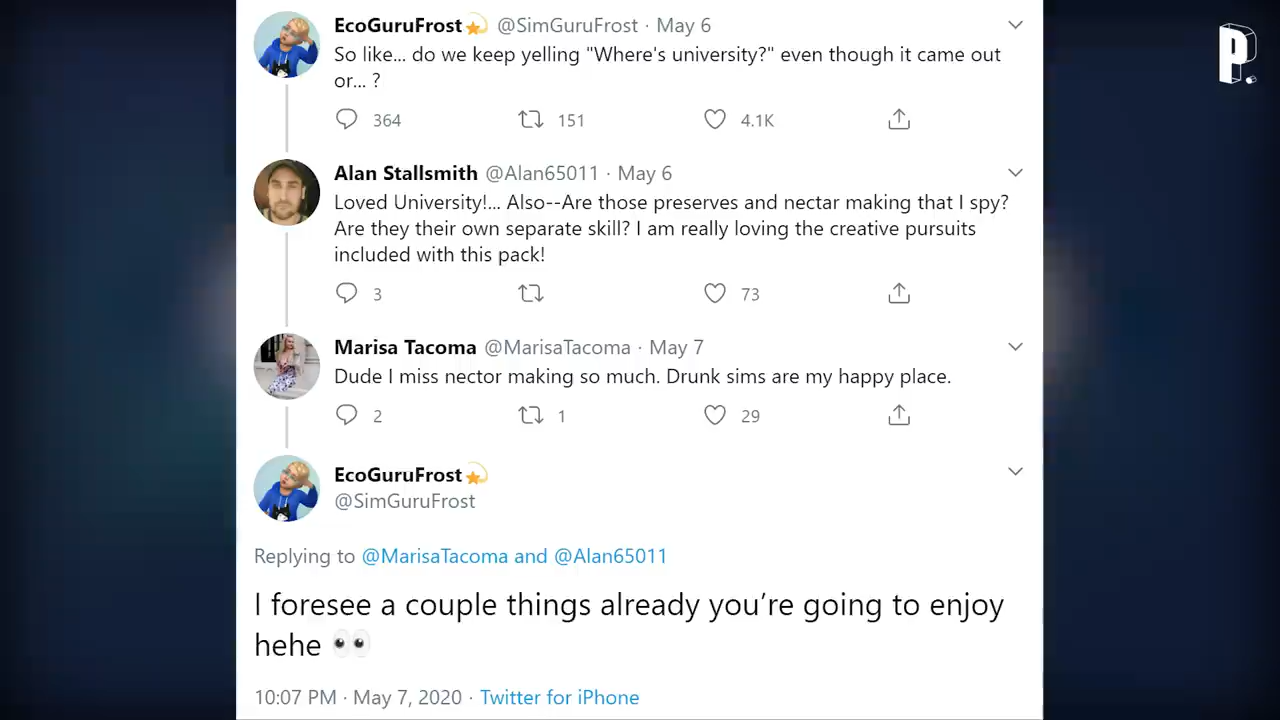 EcoGuruFrost💫 @SimGuruFrost · May 6
So like... do we keep yelling "Where's university?" even though it came out
or... ?
364 151 4.1K
Alan Stallsmith @Alan65011 · May 6
Loved University!... Also--Are those preserves and nectar making that I spy?
Are they their own separate skill? I am really loving the creative pursuits
included with this pack!
3 73
Marisa Tacoma @MarisaTacoma · May 7
Dude I miss nector making so much. Drunk sims are my happy place.
2 1 29
EcoGuruFrost💫
@SimGuruFrost
Replying to @MarisaTacoma and @Alan65011
I foresee a couple things already you’re going to enjoy
hehe 👀
10:07 PM · May 7, 2020 · Twitter for iPhone
P.